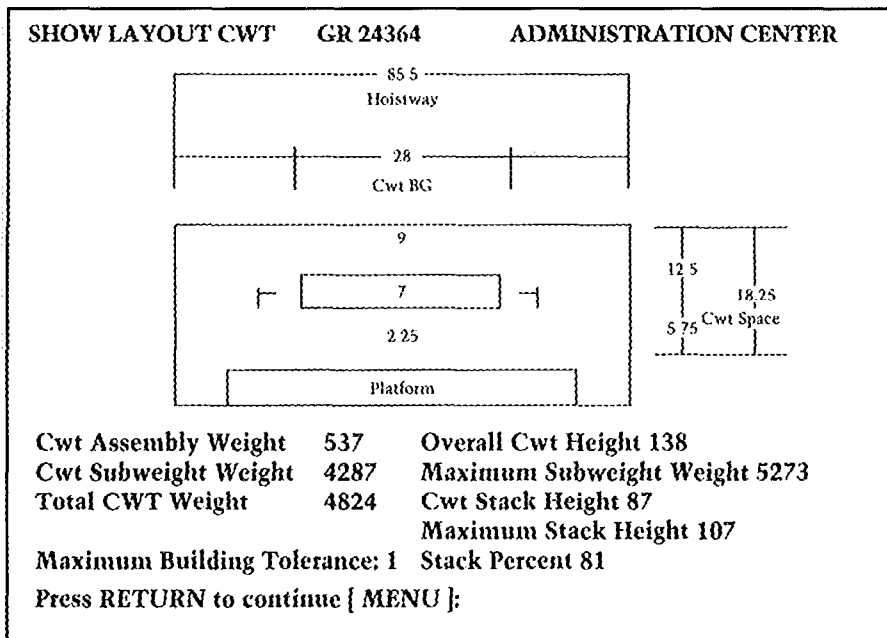 SHOW LAYOUT CWT GR 24364 ADMINISTRATION CENTER
85 5
Hoistway
28
Cwt BG
9
7
2 25
Platform
12 5
18.25
5 75 Cwt Space
Cwt Assembly Weight 537 Overall Cwt Height 138
Cwt Subweight Weight 4287 Maximum Subweight Weight 5273
Total CWT Weight 4824 Cwt Stack Height 87
Maximum Stack Height 107
Maximum Building Tolerance: 1 Stack Percent 81
Press RETURN to continue [ MENU ]: